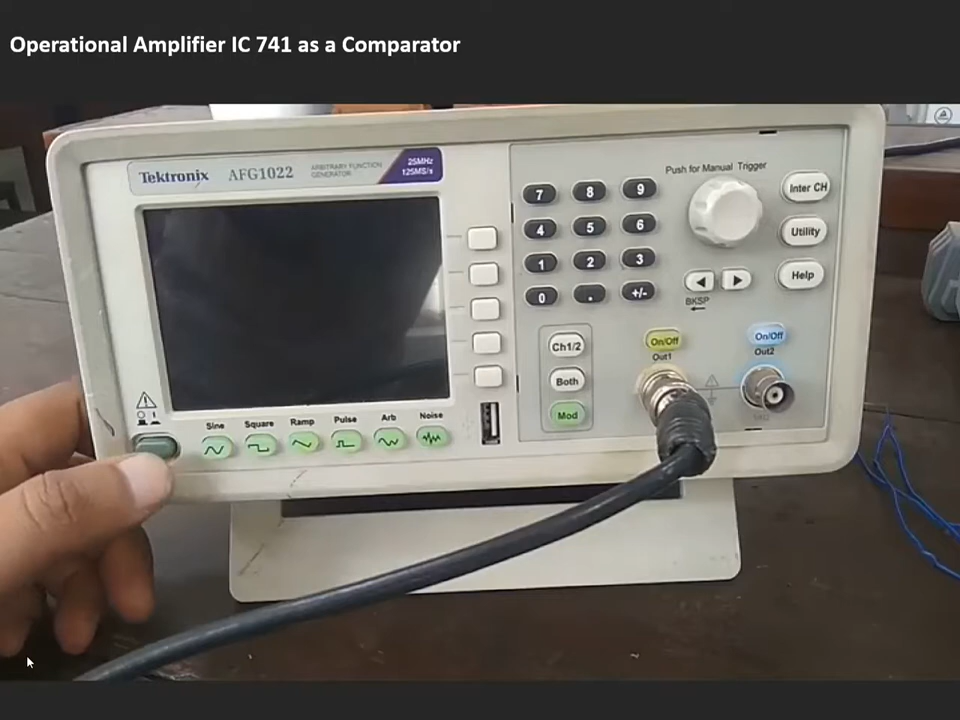 Operational Amplifier IC 741 as a Comparator
Tektronix AFG1022 ARBITRARY FUNCTION GENERATOR 25MHz 125MS/s
Push for Manual Trigger
7 8 9
Inter CH
4 5 6
Utility
1 2 3
Help
0 . +/-
BKSP
Ch1/2
On/Off
On/Off
Out1
Out2
Both
Mod
Sine Square Ramp Pulse Arb Noise